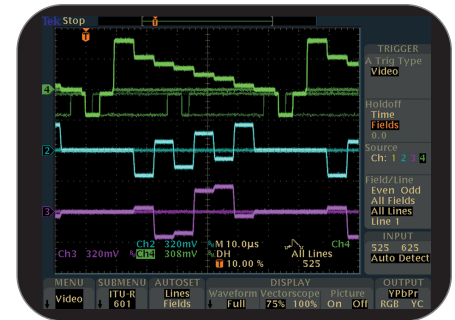 Tek Stop
TRIGGER
A Trig Type
Video
4
Holdoff
Time
Fields
0.0
2
Source
Ch: 1 2 3 4
Field/Line
Even Odd
All Fields
All Lines
Line 1
3
INPUT
525 625
Auto Detect
Ch2 320mV M 10.0µs Ch4
Ch3 320mV Ch4 308mV DH All Lines
T 10.00 % 525
MENU SUBMENU AUTOSET DISPLAY OUTPUT
Video ITU-R 601 Lines Fields Waveform Full Vectorscope 75% 100% Picture On Off YPbPr RGB YC